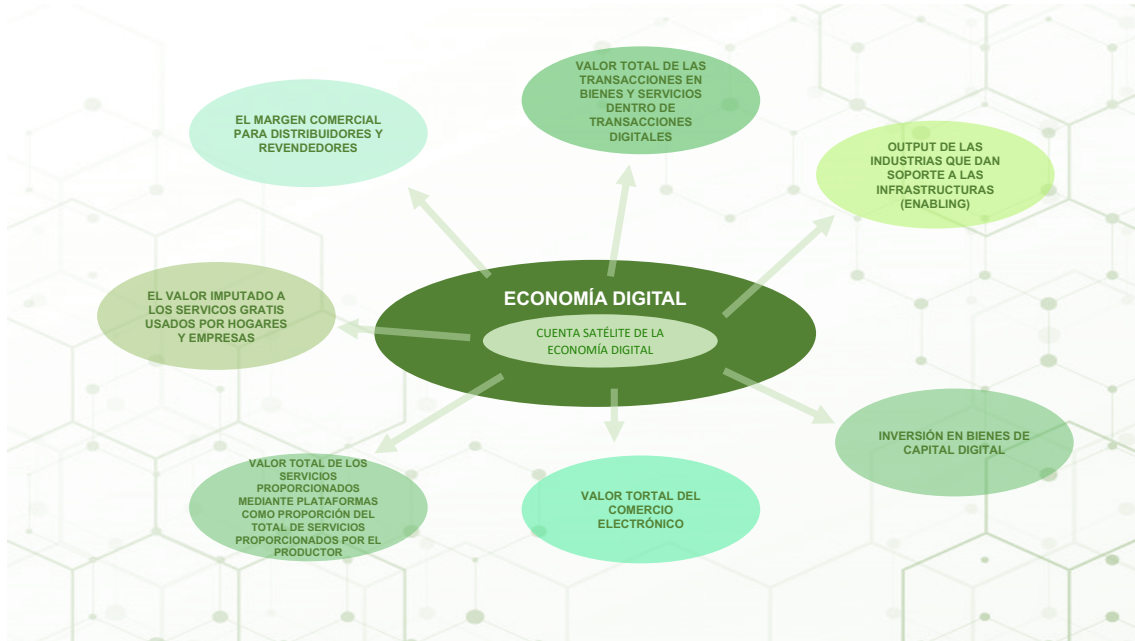 VALOR TOTAL DE LAS
TRANSACCIONES EN
BIENES Y SERVICIOS
DENTRO DE
TRANSACCIONES
DIGITALES
EL MARGEN COMERCIAL
PARA DISTRIBUIDORES Y
REVENDEDORES
OUTPUT DE LAS
INDUSTRIAS QUE DAN
SOPORTE A LAS
INFRASTRUCTURAS
(ENABLING)
ECONOMÍA DIGITAL
CUENTA SATÉLITE DE LA
ECONOMÍA DIGITAL
EL VALOR IMPUTADO A
LOS SERVICOS GRATIS
USADOS POR HOGARES
Y EMPRESAS
INVERSIÓN EN BIENES DE
CAPITAL DIGITAL
VALOR TOTAL DE LOS
SERVICIOS
PROPORCIONADOS
MEDIANTE PLATAFORMAS
COMO PROPORCIÓN DEL
TOTAL DE SERVICIOS
PROPORCIONADOS POR EL
PRODUCTOR
VALOR TORTAL DEL
COMERCIO
ELECTRÓNICO